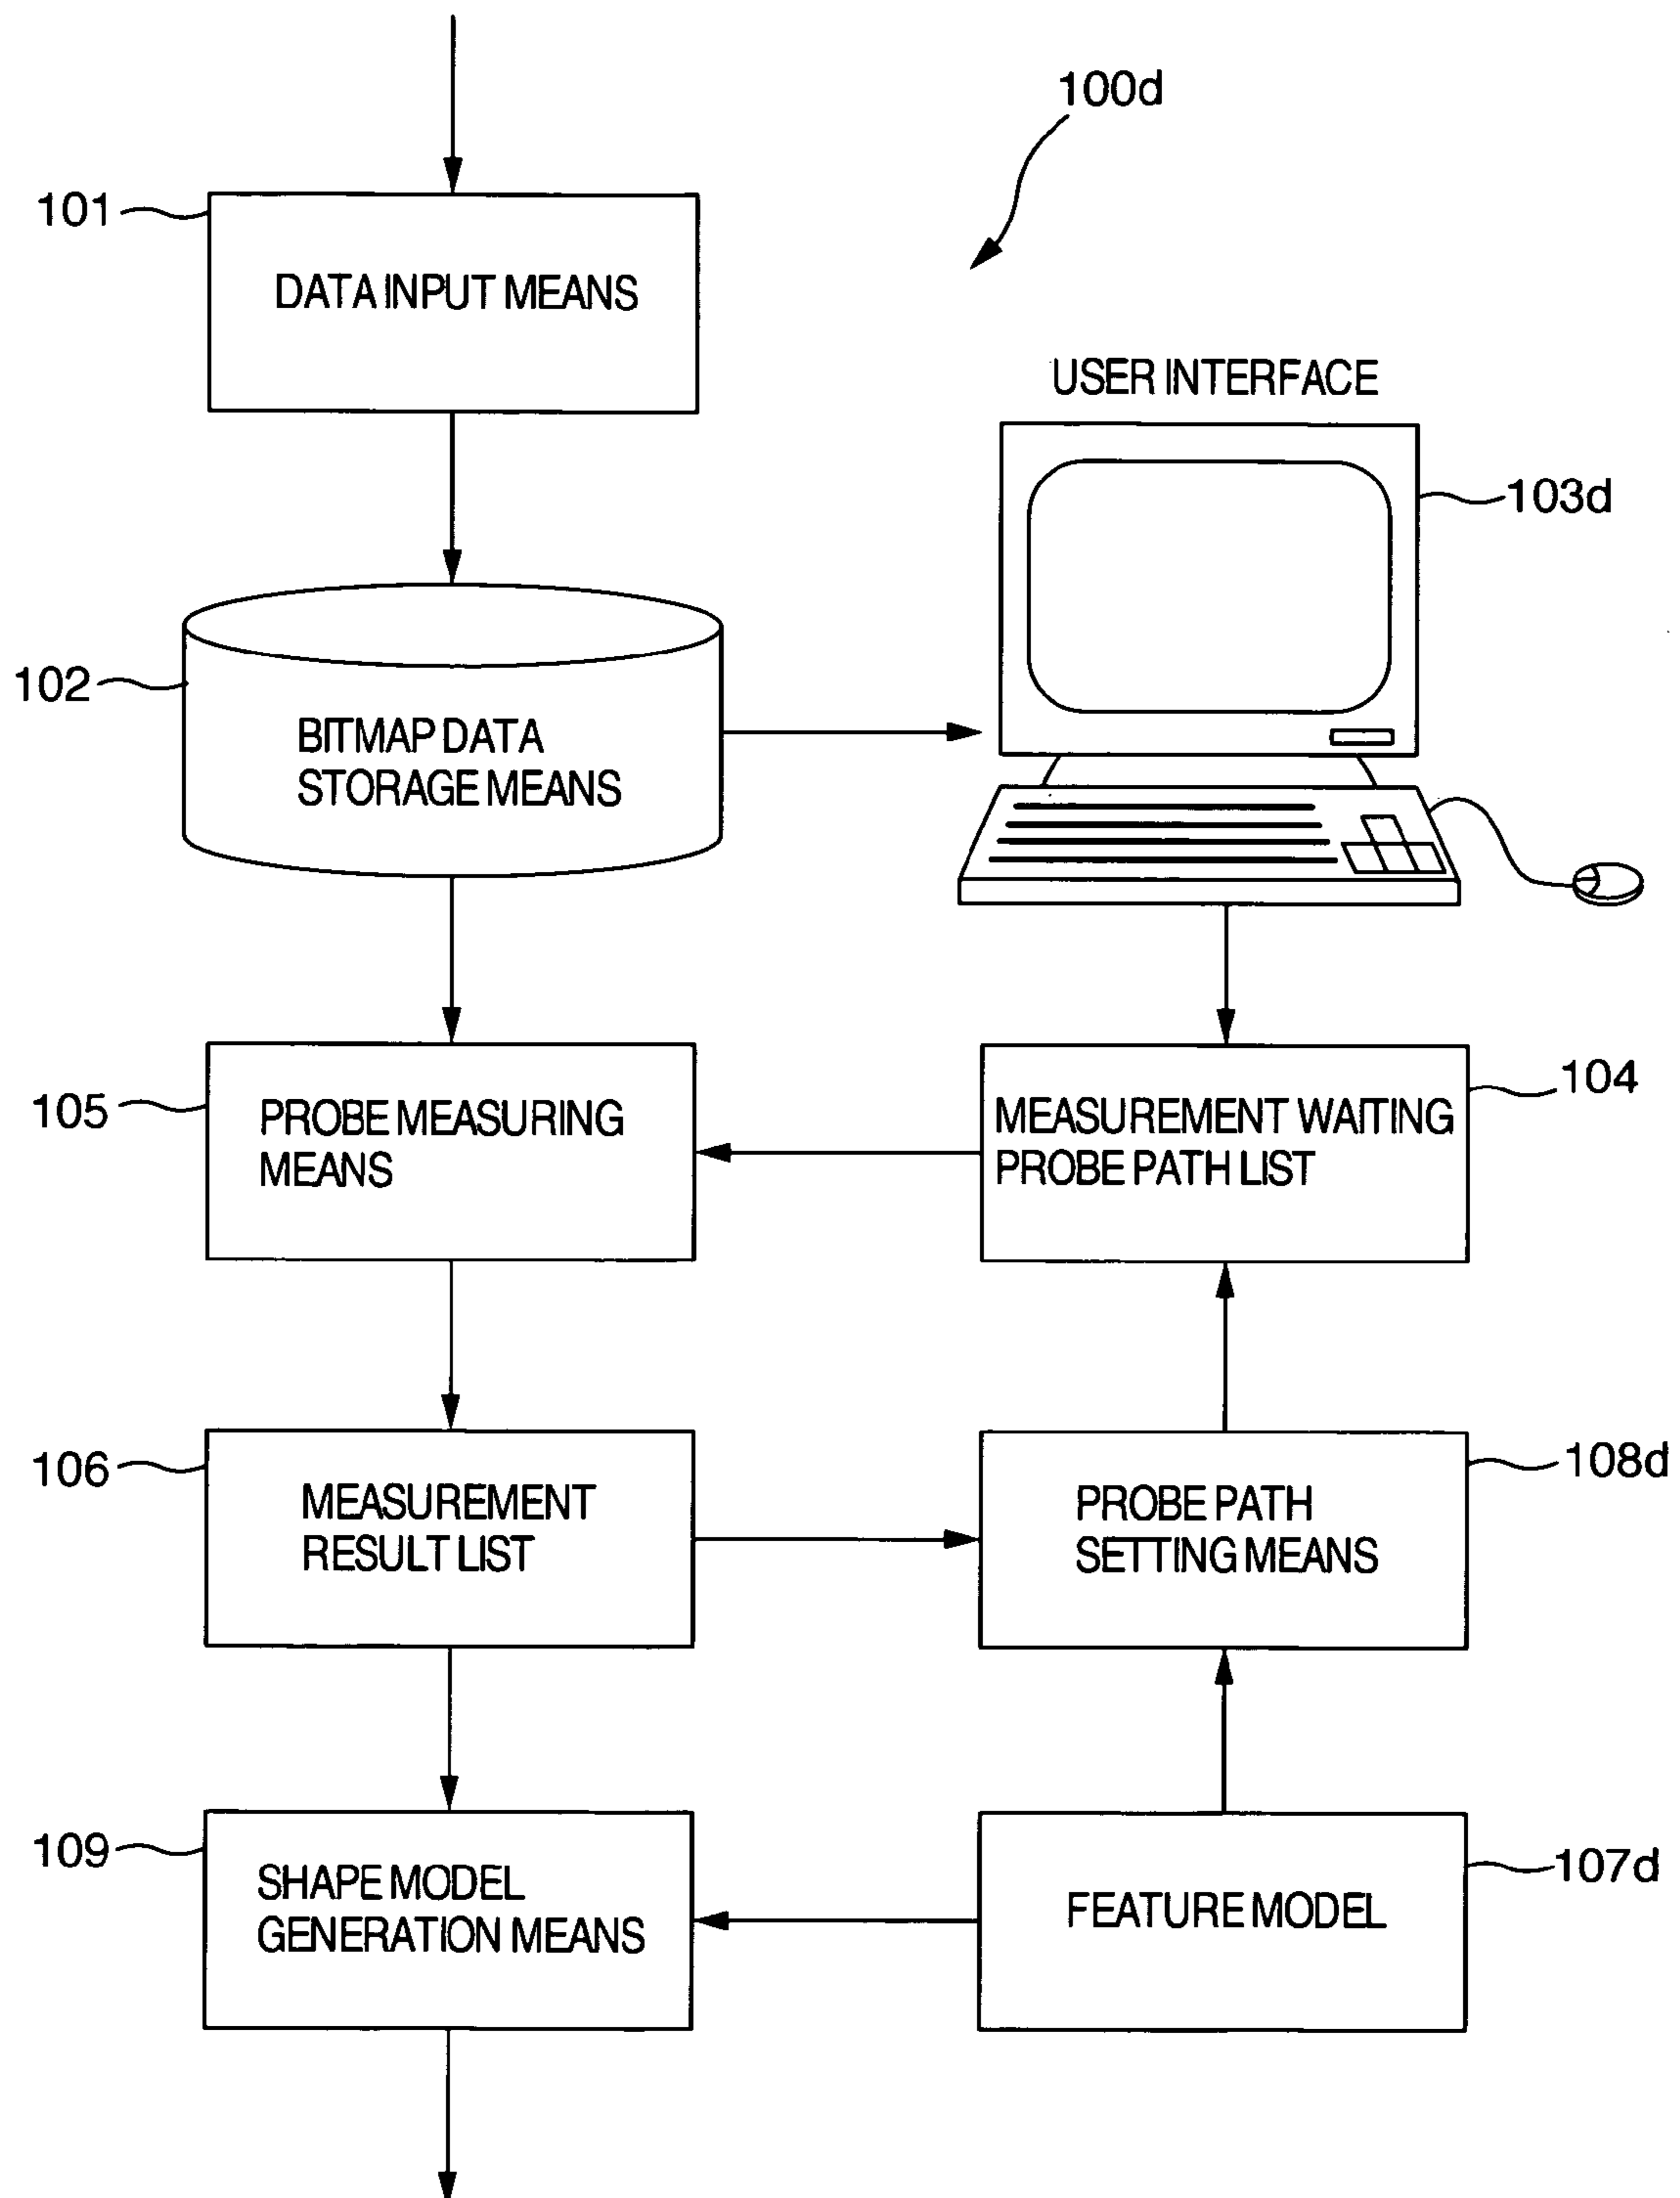 100d
101
DATA INPUT MEANS
USER INTERFACE
103d
102
BITMAP DATA
STORAGE MEANS
105
PROBE MEASURING
MEANS
104
MEASUREMENT WAITING
PROBE PATH LIST
106
MEASUREMENT
RESULT LIST
108d
PROBE PATH
SETTING MEANS
109
SHAPE MODEL
GENERATION MEANS
107d
FEATURE MODEL